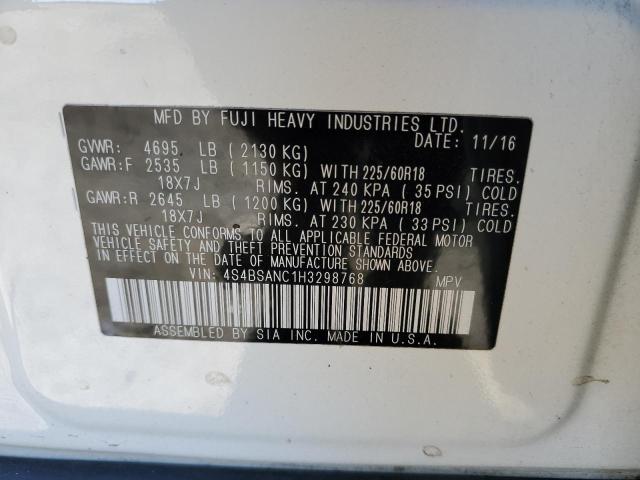 MFD BY FUJI HEAVY INDUSTRIES LTD.
DATE: 11/16
GVWR: 4695 LB (2130 KG)
GAWR:F 2535 LB (1150 KG) WITH 225/60R18 TIRES.
18X7J RIMS. AT 240 KPA (35 PSI) COLD
GAWR:R 2645 LB (1200 KG) WITH 225/60R18 TIRES.
18X7J RIMS. AT 230 KPA (33 PSI) COLD
THIS VEHICLE CONFORMS TO ALL APPLICABLE FEDERAL MOTOR
VEHICLE SAFETY AND THEFT PREVENTION STANDARDS
IN EFFECT ON THE DATE OF MANUFACTURE SHOWN ABOVE.
VIN: 4S4BSANC1H3298768 MPV
ASSEMBLED BY SIA INC. MADE IN U.S.A.